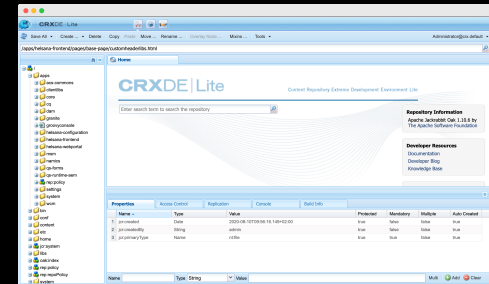 CRXDE Lite
Save All Create ... Delete Copy Paste Move ... Rename ... Overlay Node... Mixins ... Tools Administrator@crx.default
/apps/helsana-frontend/pages/base-page/customheaderlibs.html
Home
/
apps
acs-commons
clientlibs
core
cq
dam
granite
groovyconsole
helsana-configuration
helsana-frontend
helsana-webportal
msm
namics
qa-forms
qa-runtime-aem
rep:policy
settings
system
wcm
bin
conf
content
etc
home
jcr:system
libs
oak:index
rep:policy
rep:repoPolicy
system
CRXDE | Lite
Content Repository Extreme Development Environment Lite
Enter search term to search the repository
Repository Information
Apache Jackrabbit Oak 1.10.6 by
The Apache Software Foundation
Developer Resources
Documentation
Developer Blog
Knowledge Base
Properties Access Control Replication Console Build Info
Name Type Value Protected Mandatory Multiple Auto Created
1 jcr:created Date true false false true
2 jcr:createdBy String admin true false false true
3 jcr:primaryType Name nt:file true true false true
Name Type String Value Multi Add Clear